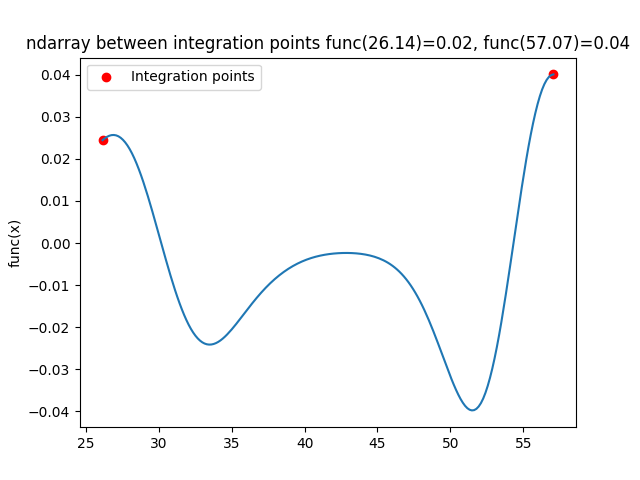 ndarray between integration points func(26.14)=0.02, func(57.07)=0.04
Integration points
func(x)
0.04
0.03
0.02
0.01
0.00
−0.01
−0.02
−0.03
−0.04
25 30 35 40 45 50 55